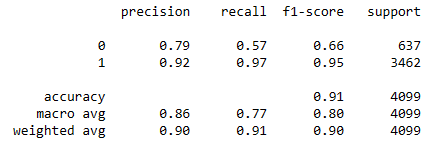 precision recall f1-score support
0 0.79 0.57 0.66 637
1 0.92 0.97 0.95 3462
accuracy 0.91 4099
macro avg 0.86 0.77 0.80 4099
weighted avg 0.90 0.91 0.90 4099